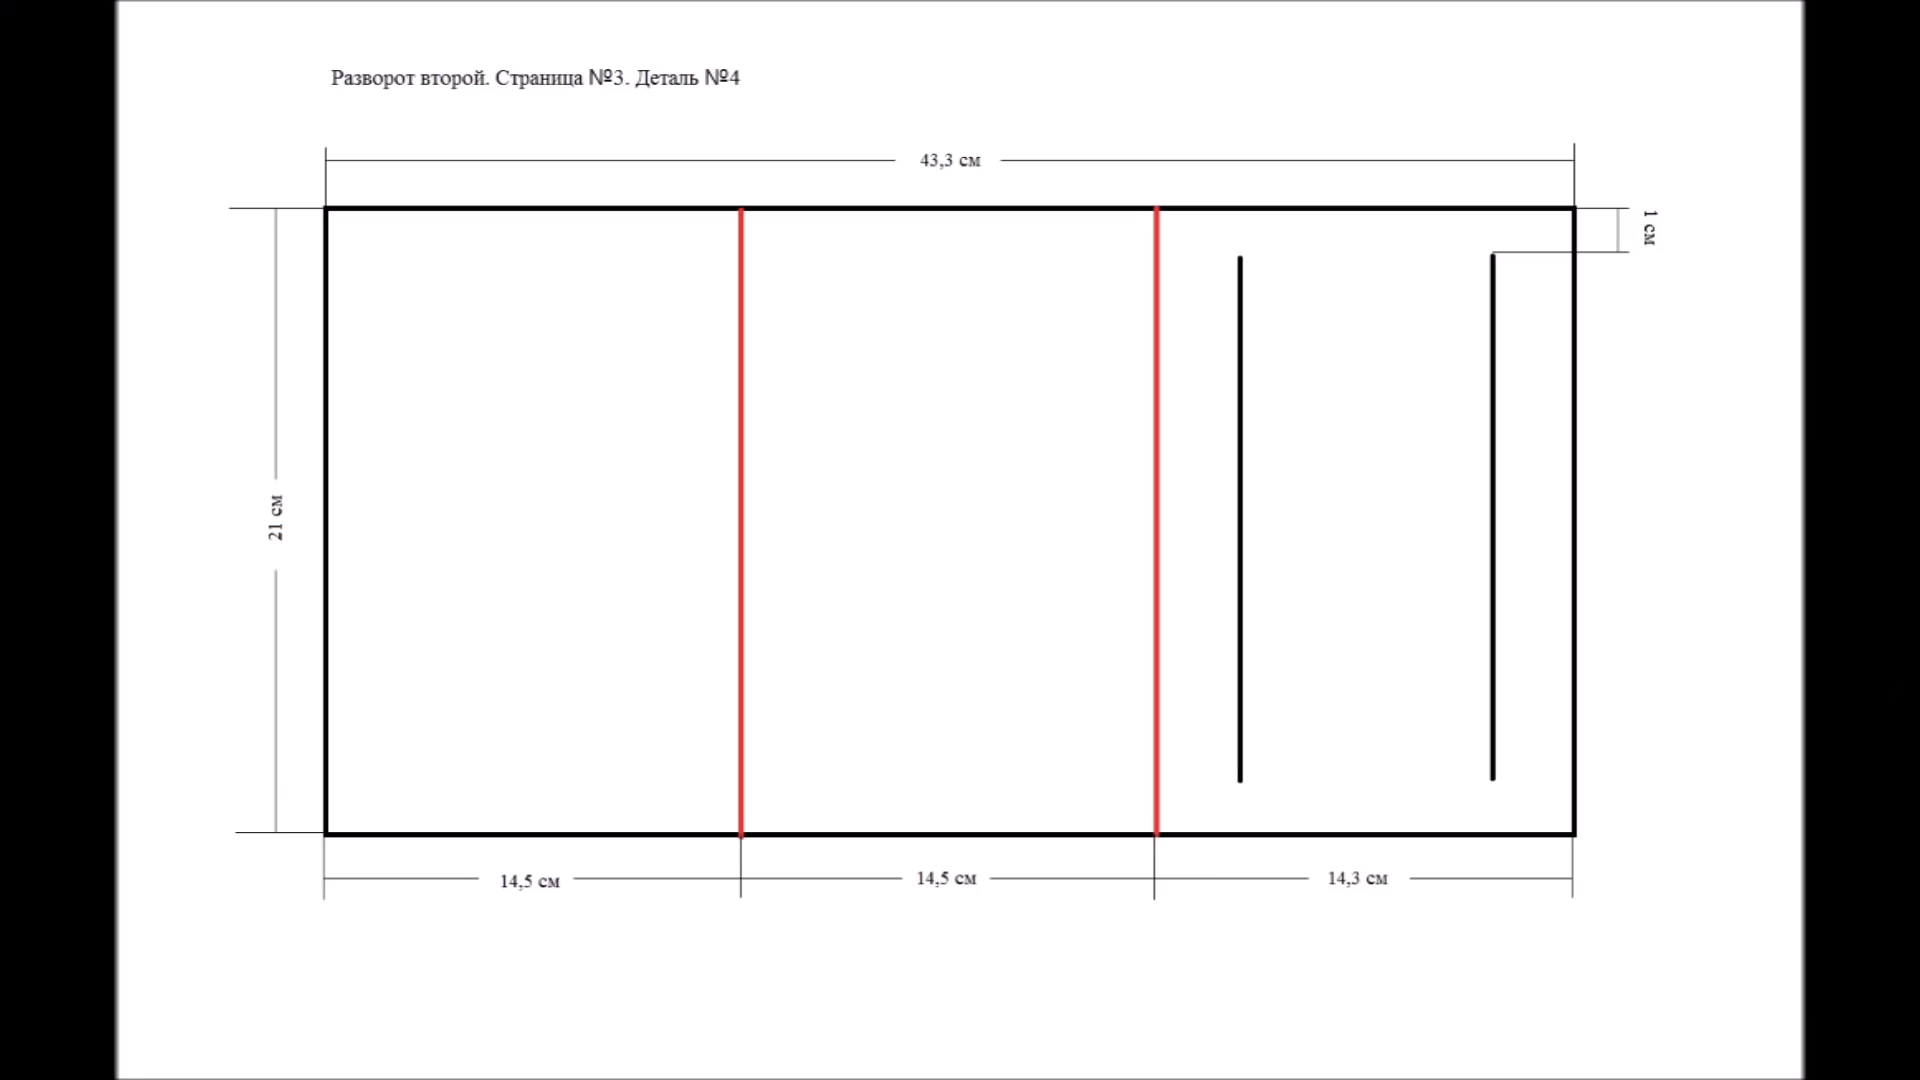 Разворот второй. Страница №3. Деталь №4
43,3 см
1 см
21 см
14,5 см
14,5 см
14,3 см